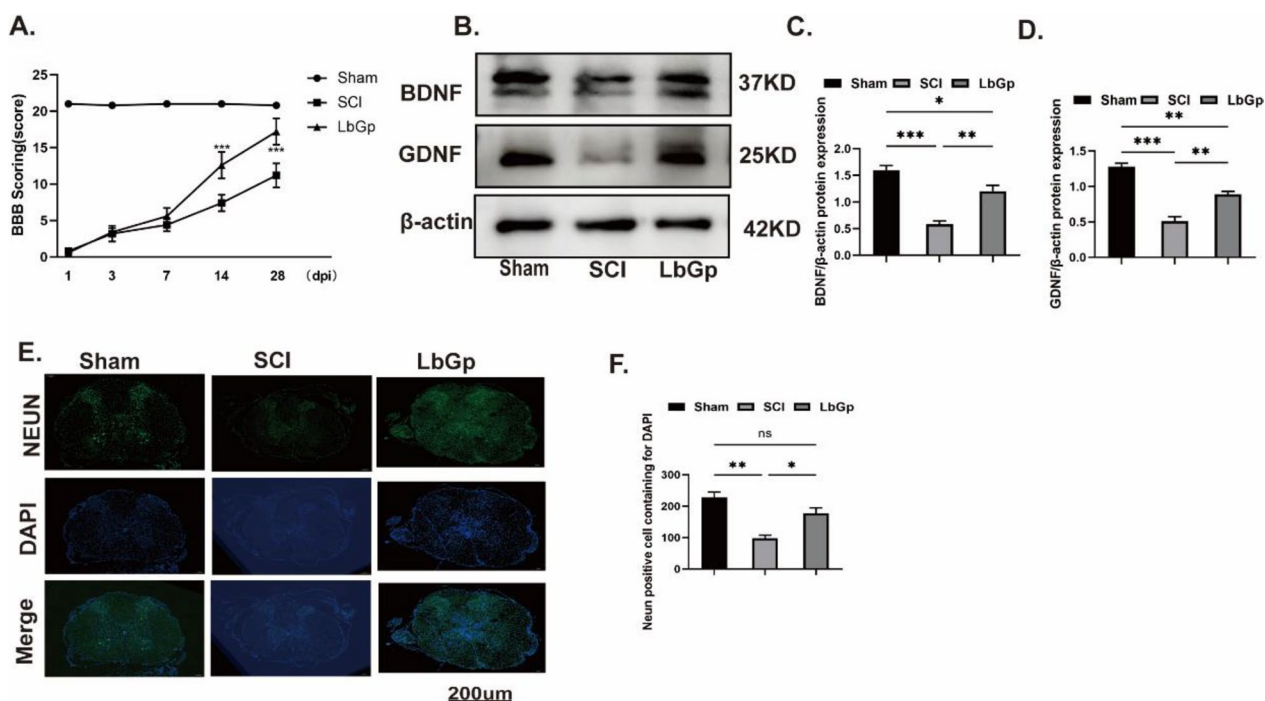 A.
BBB Scoring(score)
25
20
15
10
5
0
1 3 7 14 28 (dpi)
***
***
Sham
SCI
LbGp
B.
BDNF
37KD
GDNF
25KD
β-actin
42KD
Sham SCI LbGp
C.
Sham SCI LbGp
*
*** **
BDNF/β-actin protein expression
2.0
1.5
1.0
0.5
0.0
D.
Sham SCI LbGp
**
*** **
GDNF/β-actin protein expression
1.5
1.0
0.5
0.0
E.
Sham SCI LbGp
NEUN
DAPI
Merge
200um
F.
Sham SCI LbGp
ns
** *
Neun positive cell containing for DAPI
300
200
100
0